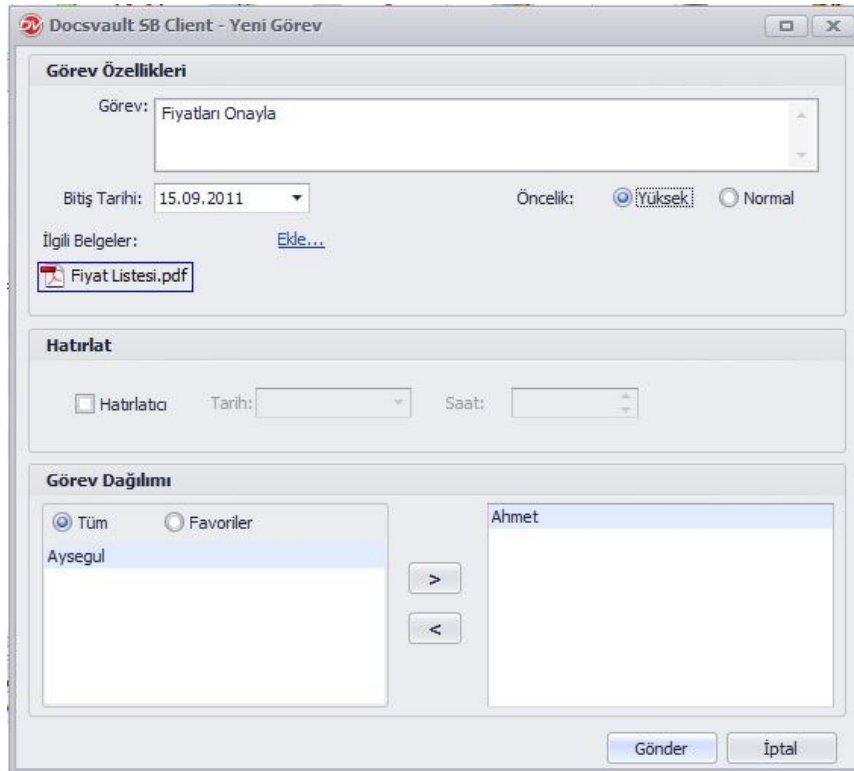 Docsvault SB Client - Yeni Görev
Görev Özellikleri
Görev: Fiyatları Onayla
Bitiş Tarihi: 15.09.2011 Öncelik: Yüksek Normal
İlgili Belgeler: Ekle...
Fiyat Listesi.pdf
Hatırlat
Hatırlatıcı Tarih: Saat:
Görev Dağılımı
Tüm Favoriler
Aysegul
Ahmet
>
<
Gönder İptal